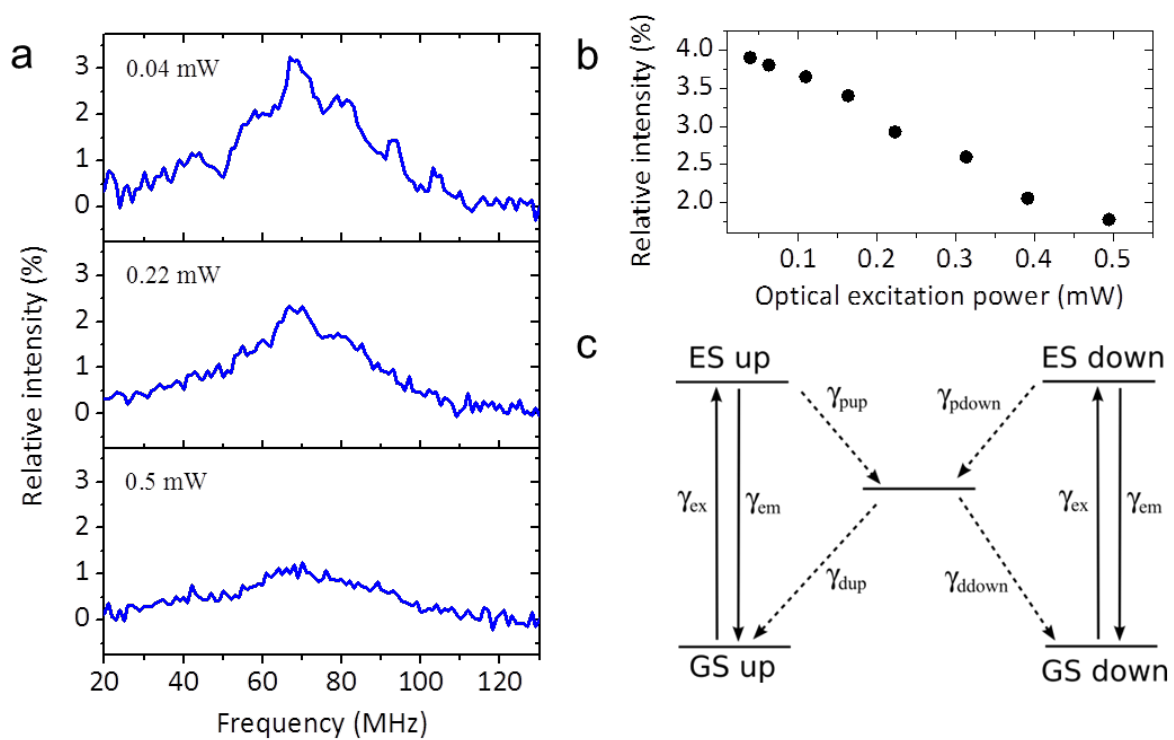 a
Relative intensity (%)
0.04 mW
3
2
1
0
0.22 mW
3
2
1
0
0.5 mW
3
2
1
0
20 40 60 80 100 120
Frequency (MHz)
b
Relative intensity (%)
4.0
3.5
3.0
2.5
2.0
0.1 0.2 0.3 0.4 0.5
Optical excitation power (mW)
c
ES up ES down
γpup γpdown
γex γem γex γem
γdup γddown
GS up GS down